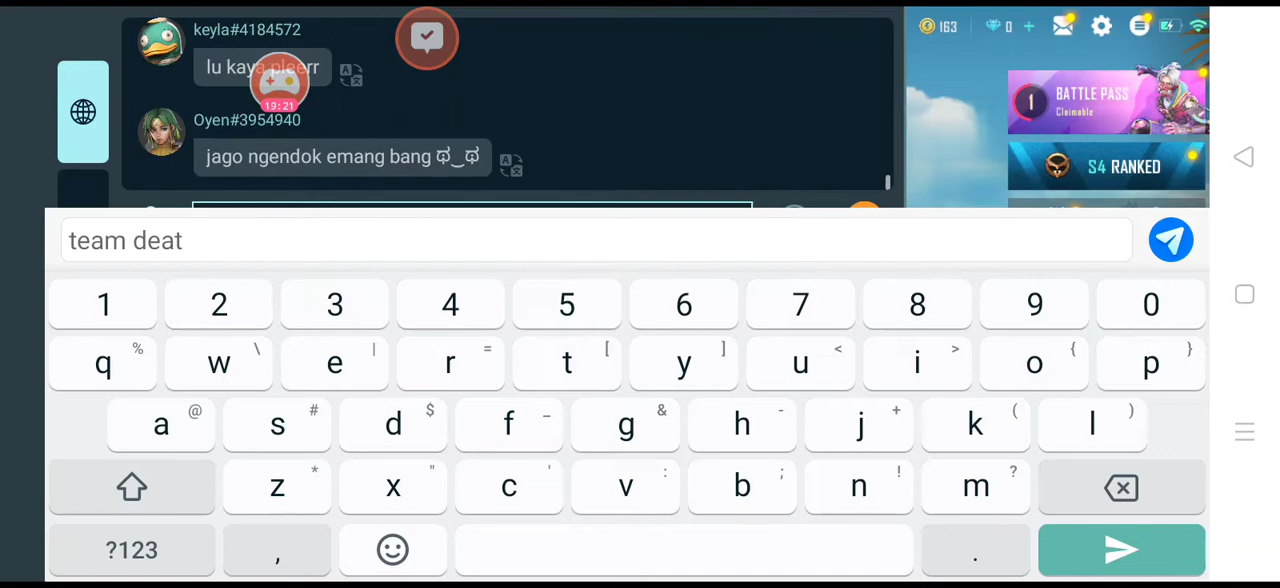 keyla#4184572
lu kaya pleerr
19:21
Oyen#3954940
jago ngendok emang bang ಥ‿ಥ
163
0
+
BATTLE PASS
1
Claimable
S4 RANKED
team deat
1 2 3 4 5 6 7 8 9 0
q % w \ e | r = t [ y ] u < i > o { p }
a @ s # d $ f _ g & h - j + k ( l )
z * x " c ' v : b ; n ! m ?
?123 , .